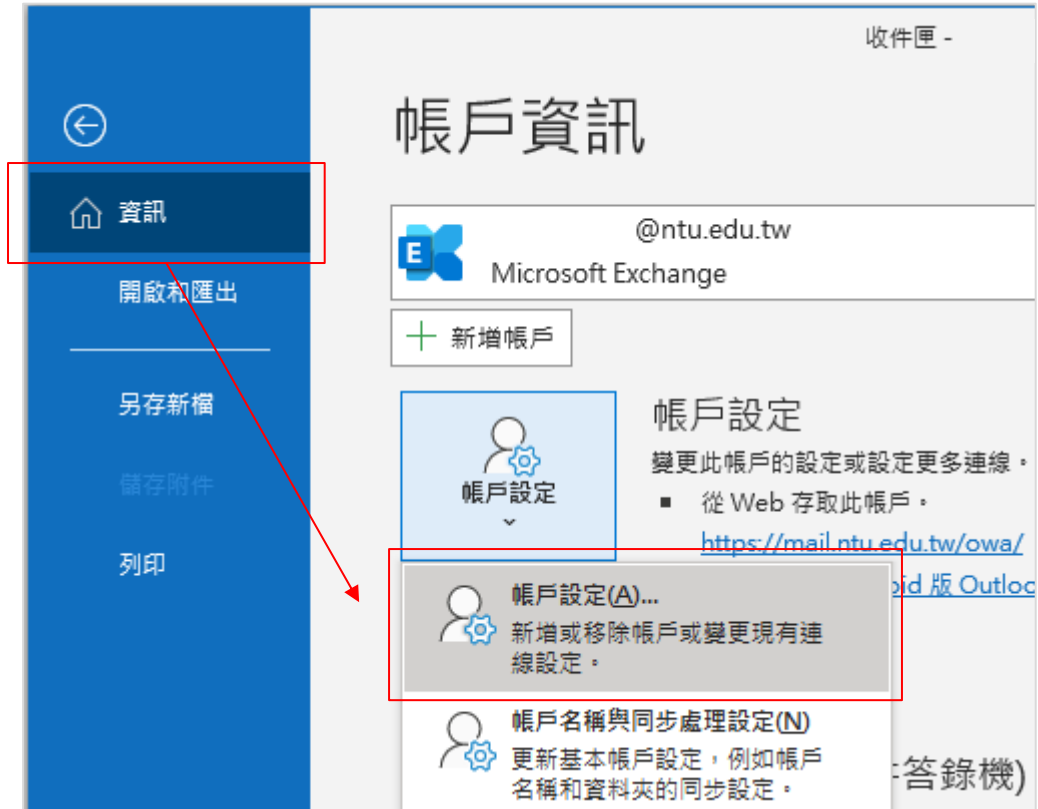 收件匣 -
帳戶資訊
資訊
開啟和匯出
另存新檔
儲存附件
列印
@ntu.edu.tw
E
Microsoft Exchange
新增帳戶
帳戶設定
帳戶設定
變更此帳戶的設定或設定更多連線。
■ 從 Web 存取此帳戶。
https://mail.ntu.edu.tw/owa/
版 Outloo
帳戶設定(A)...
新增或移除帳戶或變更現有連
線設定。
帳戶名稱與同步處理設定(N)
更新基本帳戶設定，例如帳戶
名稱和資料夾的同步設定。
答錄機)